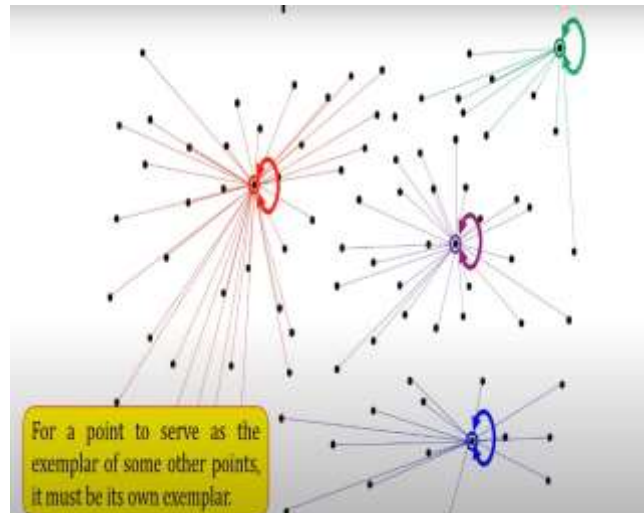 For a point to serve as the
exemplar of some other points,
it must be its own exemplar.